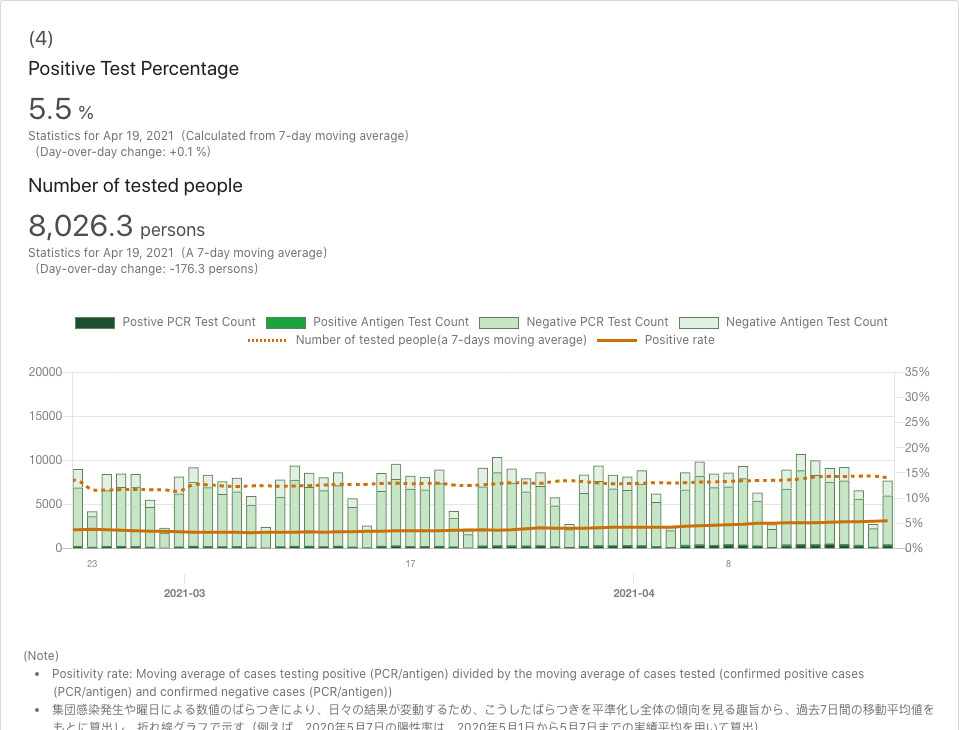 (4)
Positive Test Percentage
5.5 %
Statistics for Apr 19, 2021 (Calculated from 7-day moving average)
(Day-over-day change: +0.1 %)
Number of tested people
8,026.3 persons
Statistics for Apr 19, 2021 (A 7-day moving average)
(Day-over-day change: -176.3 persons)
Postive PCR Test Count Positive Antigen Test Count Negative PCR Test Count Negative Antigen Test Count
Number of tested people(a 7-days moving average) Positive rate
20000 35%
30%
15000 25%
20%
10000 15%
5000 10%
5%
0 0%
23 17 8
2021-03 2021-04
(Note)
• Positivity rate: Moving average of cases testing positive (PCR/antigen) divided by the moving average of cases tested (confirmed positive cases
(PCR/antigen) and confirmed negative cases (PCR/antigen))
• 集団感染発生や曜日による数値のばらつきにより、日々の結果が変動するため、こうしたばらつきを平準化し全体の傾向を見る趣旨から、過去7日間の移動平均値を
もとに算出し、折れ線グラフで示す（例えば、2020年5月7日の陽性率は、2020年5月1日から5月7日までの実績平均を用いて算出）